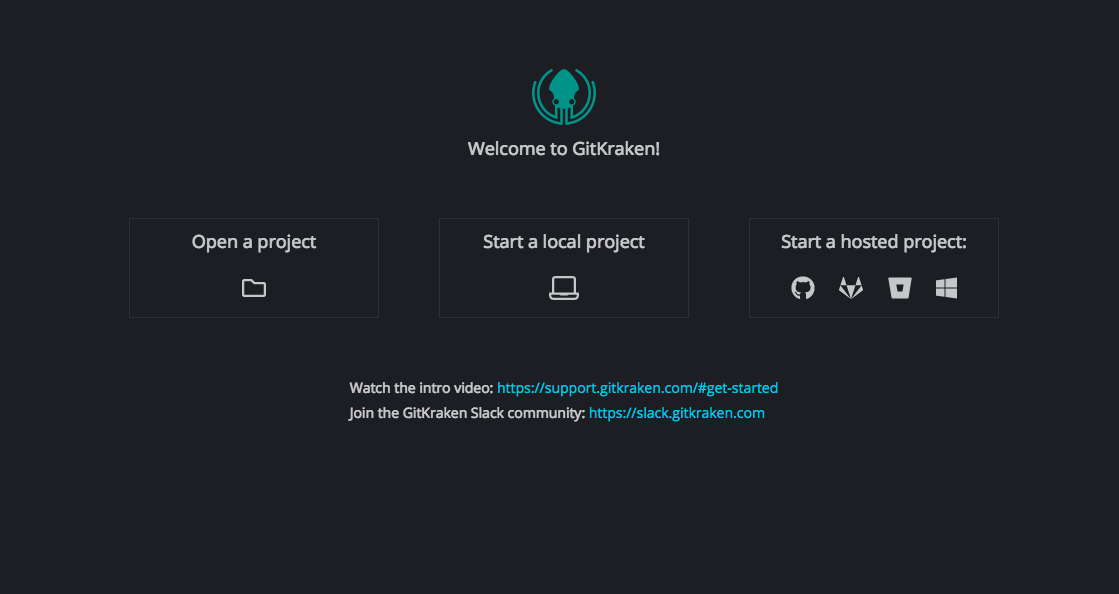 Welcome to GitKraken!
Open a project
Start a local project
Start a hosted project:
Watch the intro video: https://support.gitkraken.com/#get-started
Join the GitKraken Slack community: https://slack.gitkraken.com